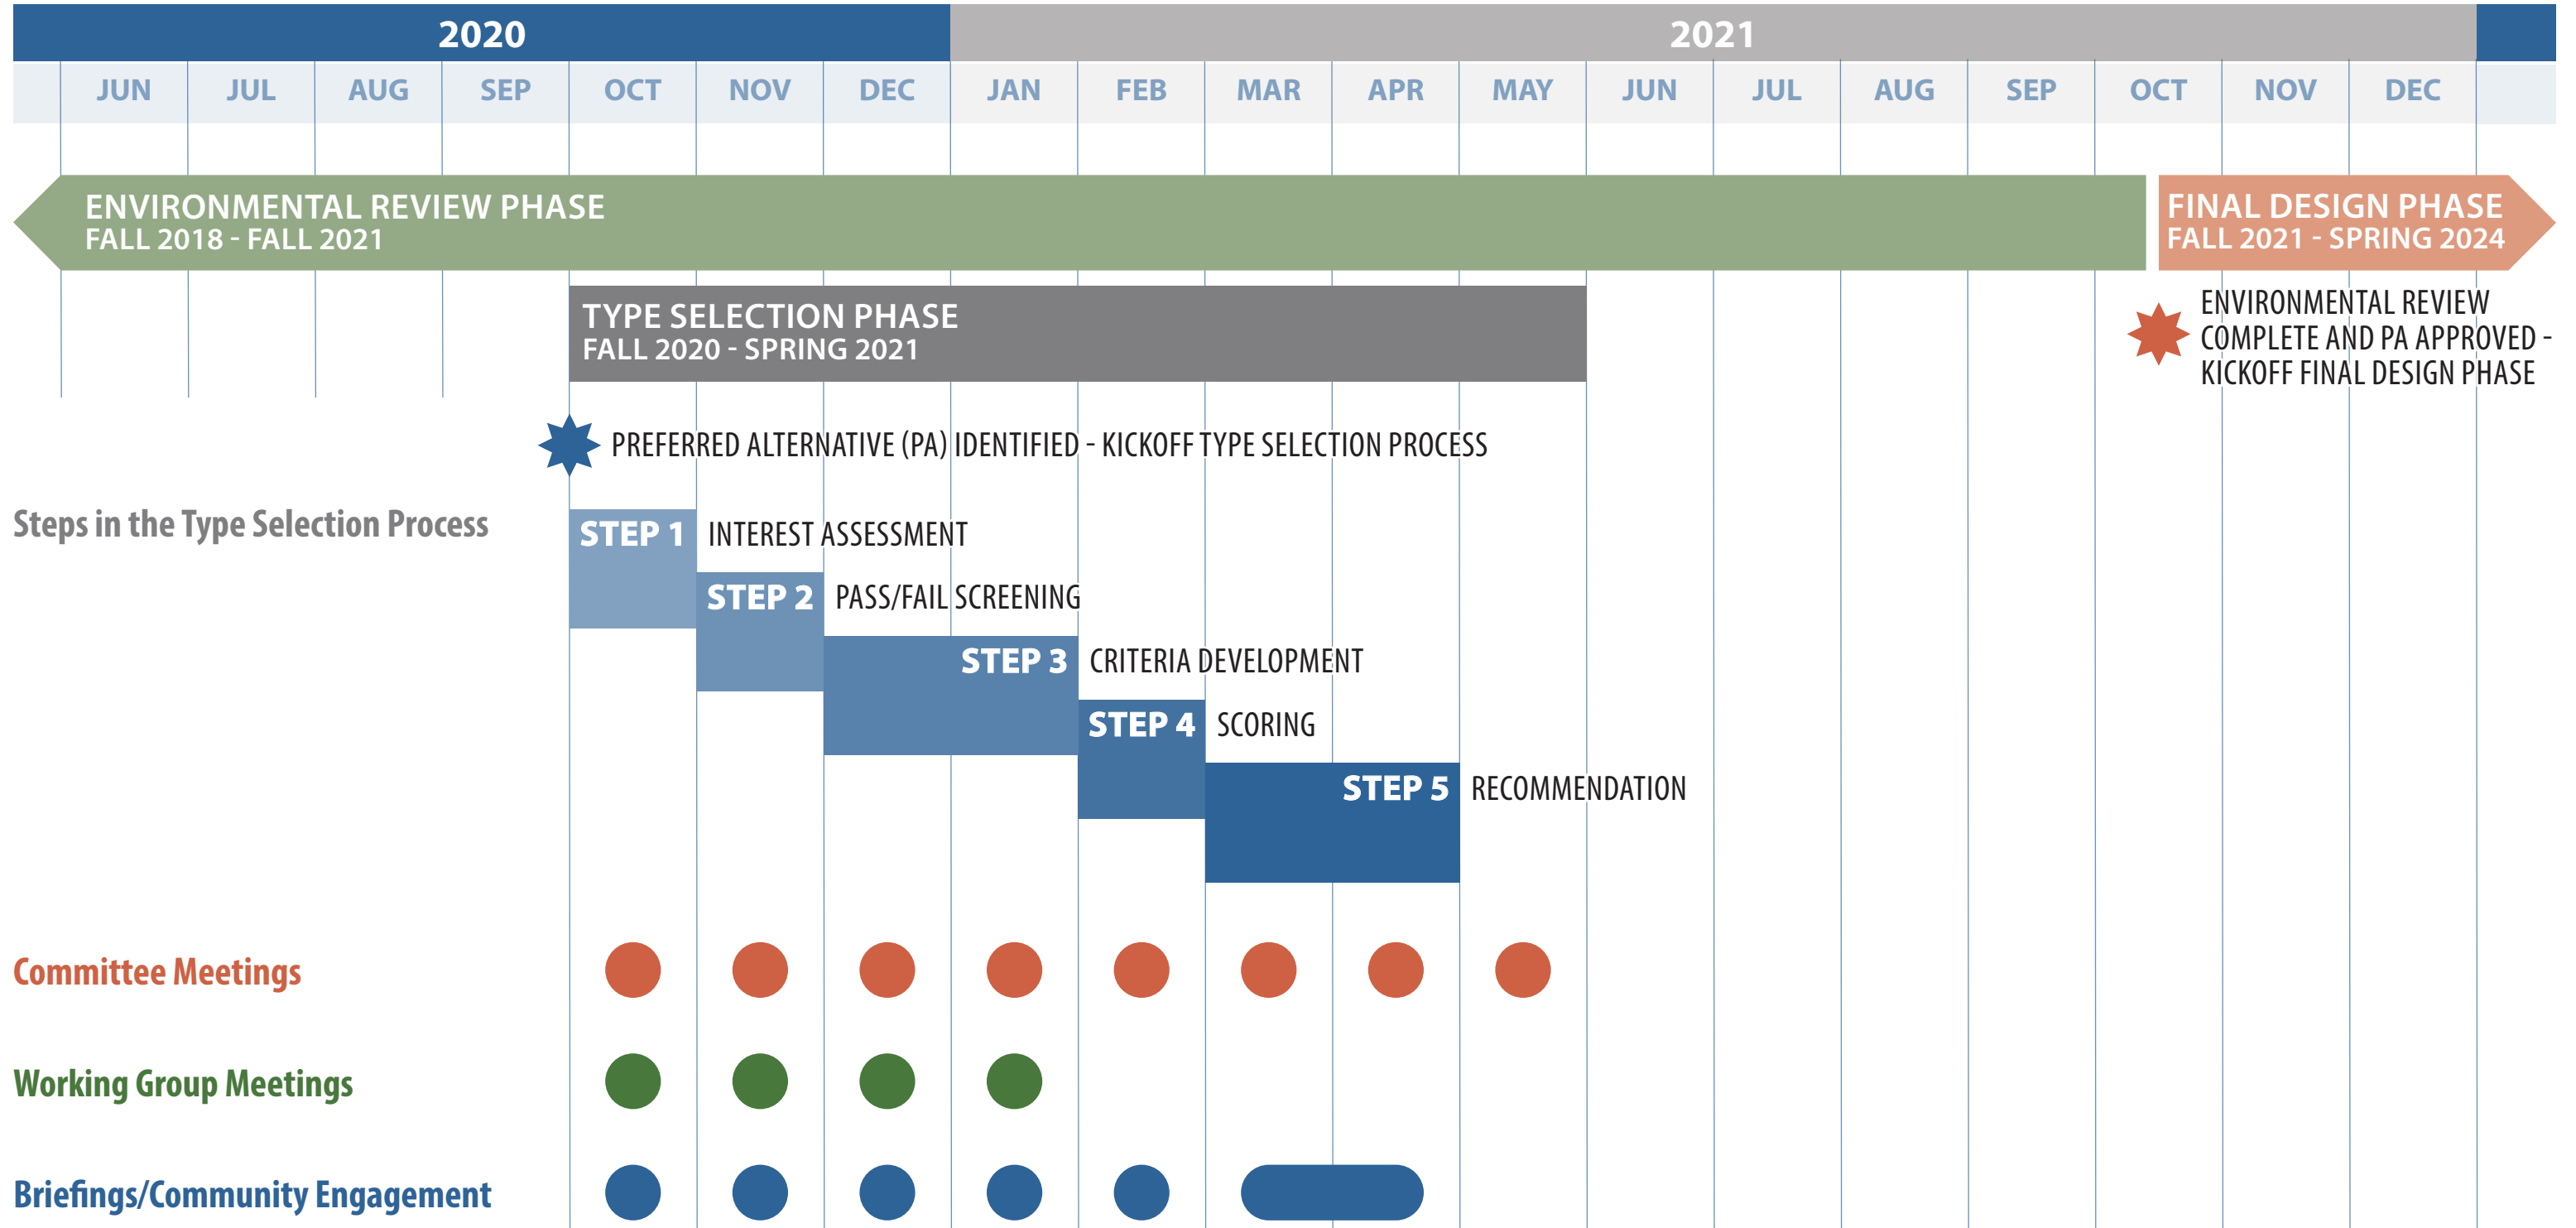 2020 2021
JUN JUL AUG SEP OCT NOV DEC JAN FEB MAR APR MAY JUN JUL AUG SEP OCT NOV DEC
ENVIRONMENTAL REVIEW PHASE
FALL 2018 - FALL 2021
FINAL DESIGN PHASE
FALL 2021 - SPRING 2024
TYPE SELECTION PHASE
FALL 2020 - SPRING 2021
ENVIRONMENTAL REVIEW
COMPLETE AND PA APPROVED -
KICKOFF FINAL DESIGN PHASE
PREFERRED ALTERNATIVE (PA) IDENTIFIED - KICKOFF TYPE SELECTION PROCESS
Steps in the Type Selection Process
STEP 1 INTEREST ASSESSMENT
STEP 2 PASS/FAIL SCREENING
STEP 3 CRITERIA DEVELOPMENT
STEP 4 SCORING
STEP 5 RECOMMENDATION
Committee Meetings
Working Group Meetings
Briefings/Community Engagement